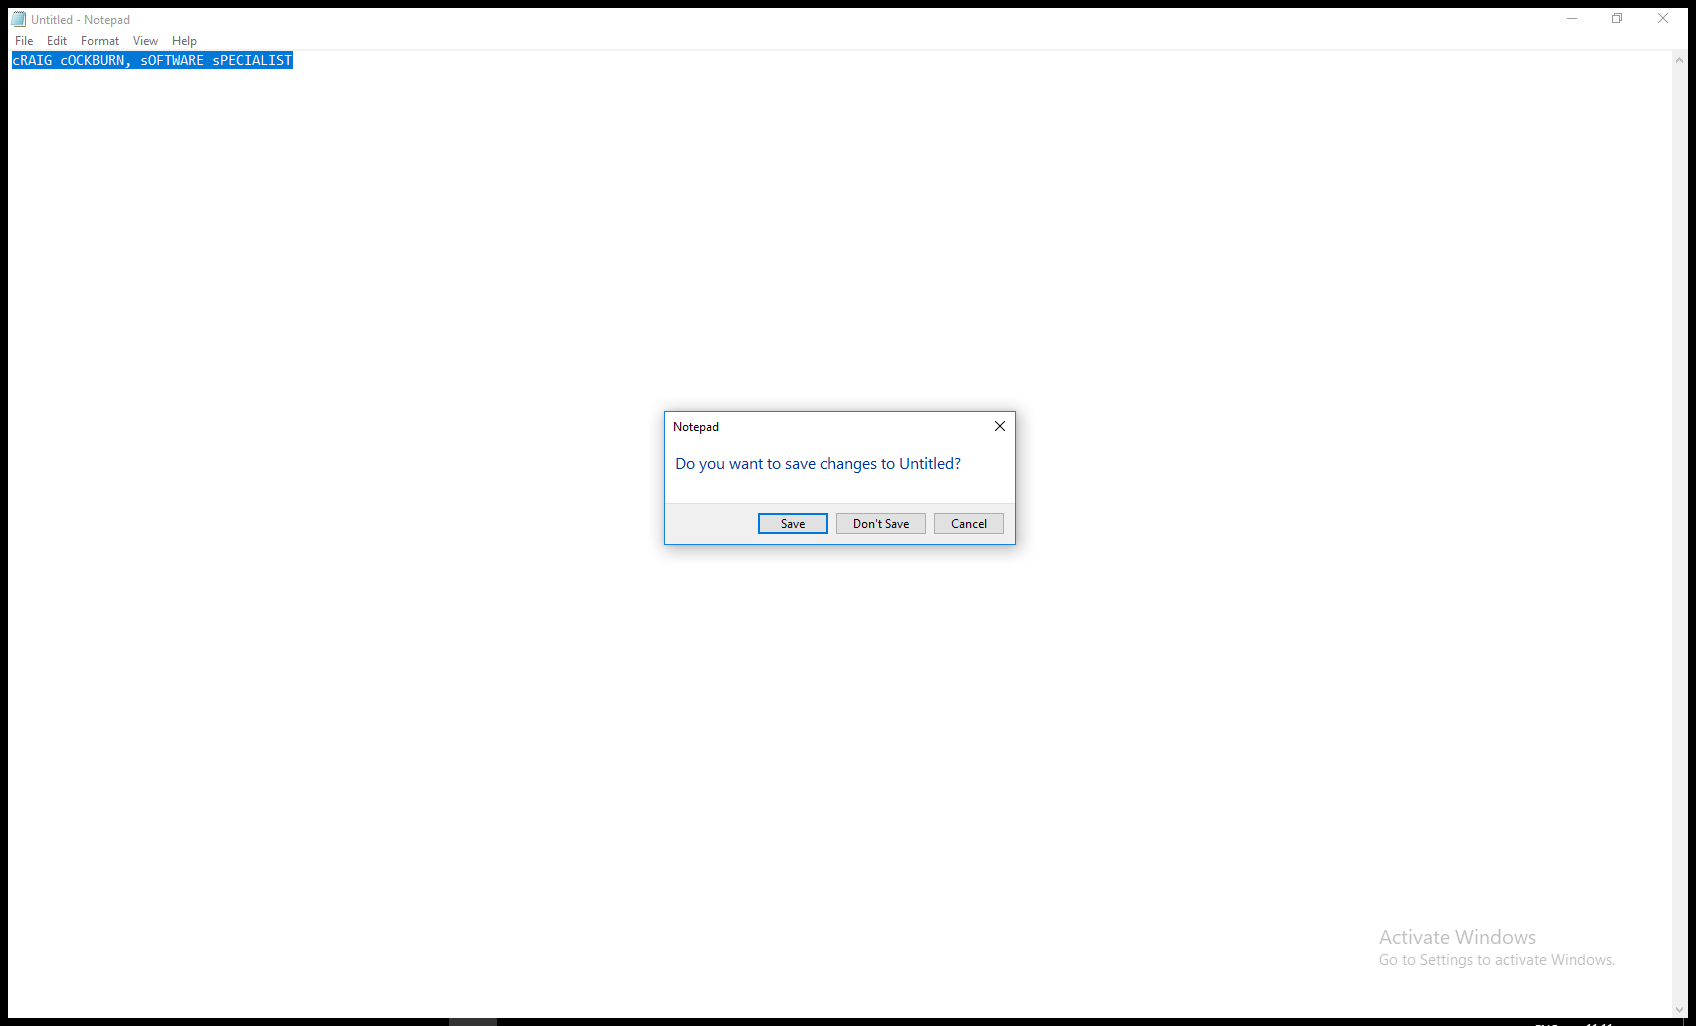 Untitled - Notepad
File Edit Format View Help
cRAIG cOCKBURN, sOFTWARE sPECIALIST
Notepad
Do you want to save changes to Untitled?
Save Don't Save Cancel
Activate Windows
Go to Settings to activate Windows.